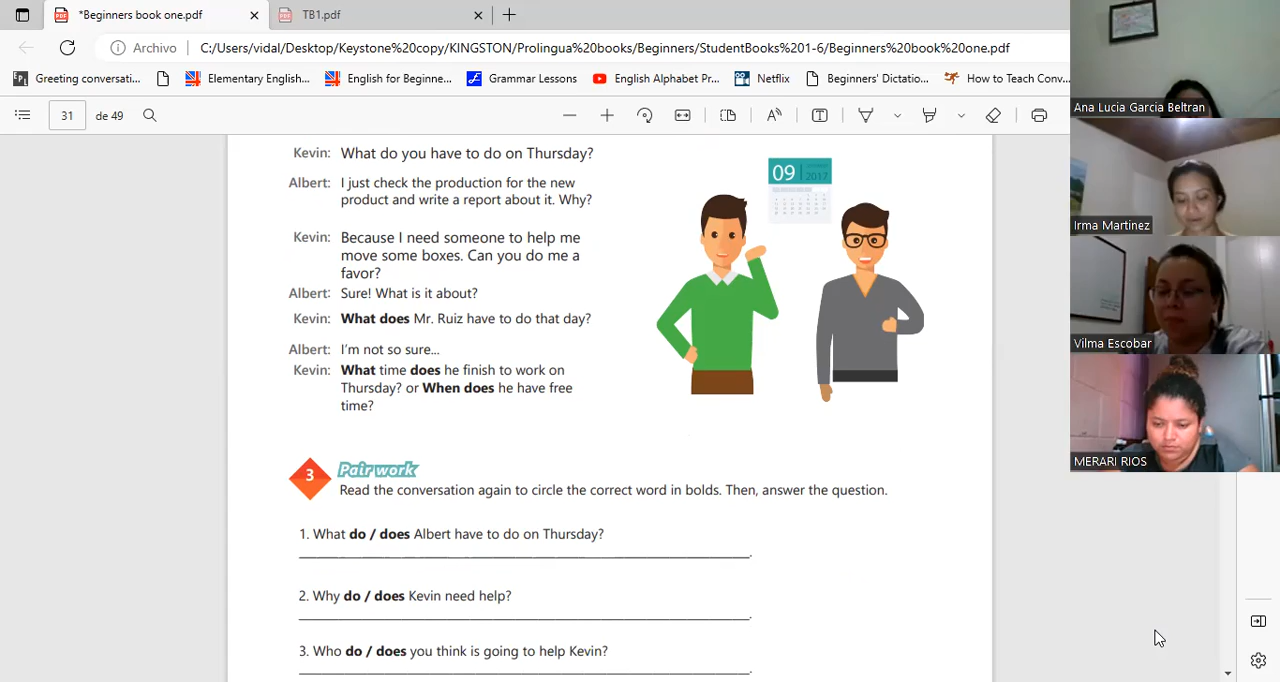 *Beginners book one.pdf
TB1.pdf
Archivo
C:/Users/vidal/Desktop/Keystone%20copy/KINGSTON/Prolingua%20books/Beginners/StudentBooks%201-6/Beginners%20book%20one.pdf
Greeting conversati...
Elementary English...
English for Beginne...
Grammar Lessons
English Alphabet Pr...
Netflix
Beginners' Dictatio...
How to Teach Conv...
31
de 49
Kevin: What do you have to do on Thursday?
Albert: I just check the production for the new
product and write a report about it. Why?
Kevin: Because I need someone to help me
move some boxes. Can you do me a
favor?
Albert: Sure! What is it about?
Kevin: What does Mr. Ruiz have to do that day?
Albert: I'm not so sure...
Kevin: What time does he finish to work on
Thursday? or When does he have free
time?
09
2017
3
Pair work
Read the conversation again to circle the correct word in bolds. Then, answer the question.
1. What do / does Albert have to do on Thursday?
2. Why do / does Kevin need help?
3. Who do / does you think is going to help Kevin?
Ana Lucia Garcia Beltran
Irma Martinez
Vilma Escobar
MERARI RIOS